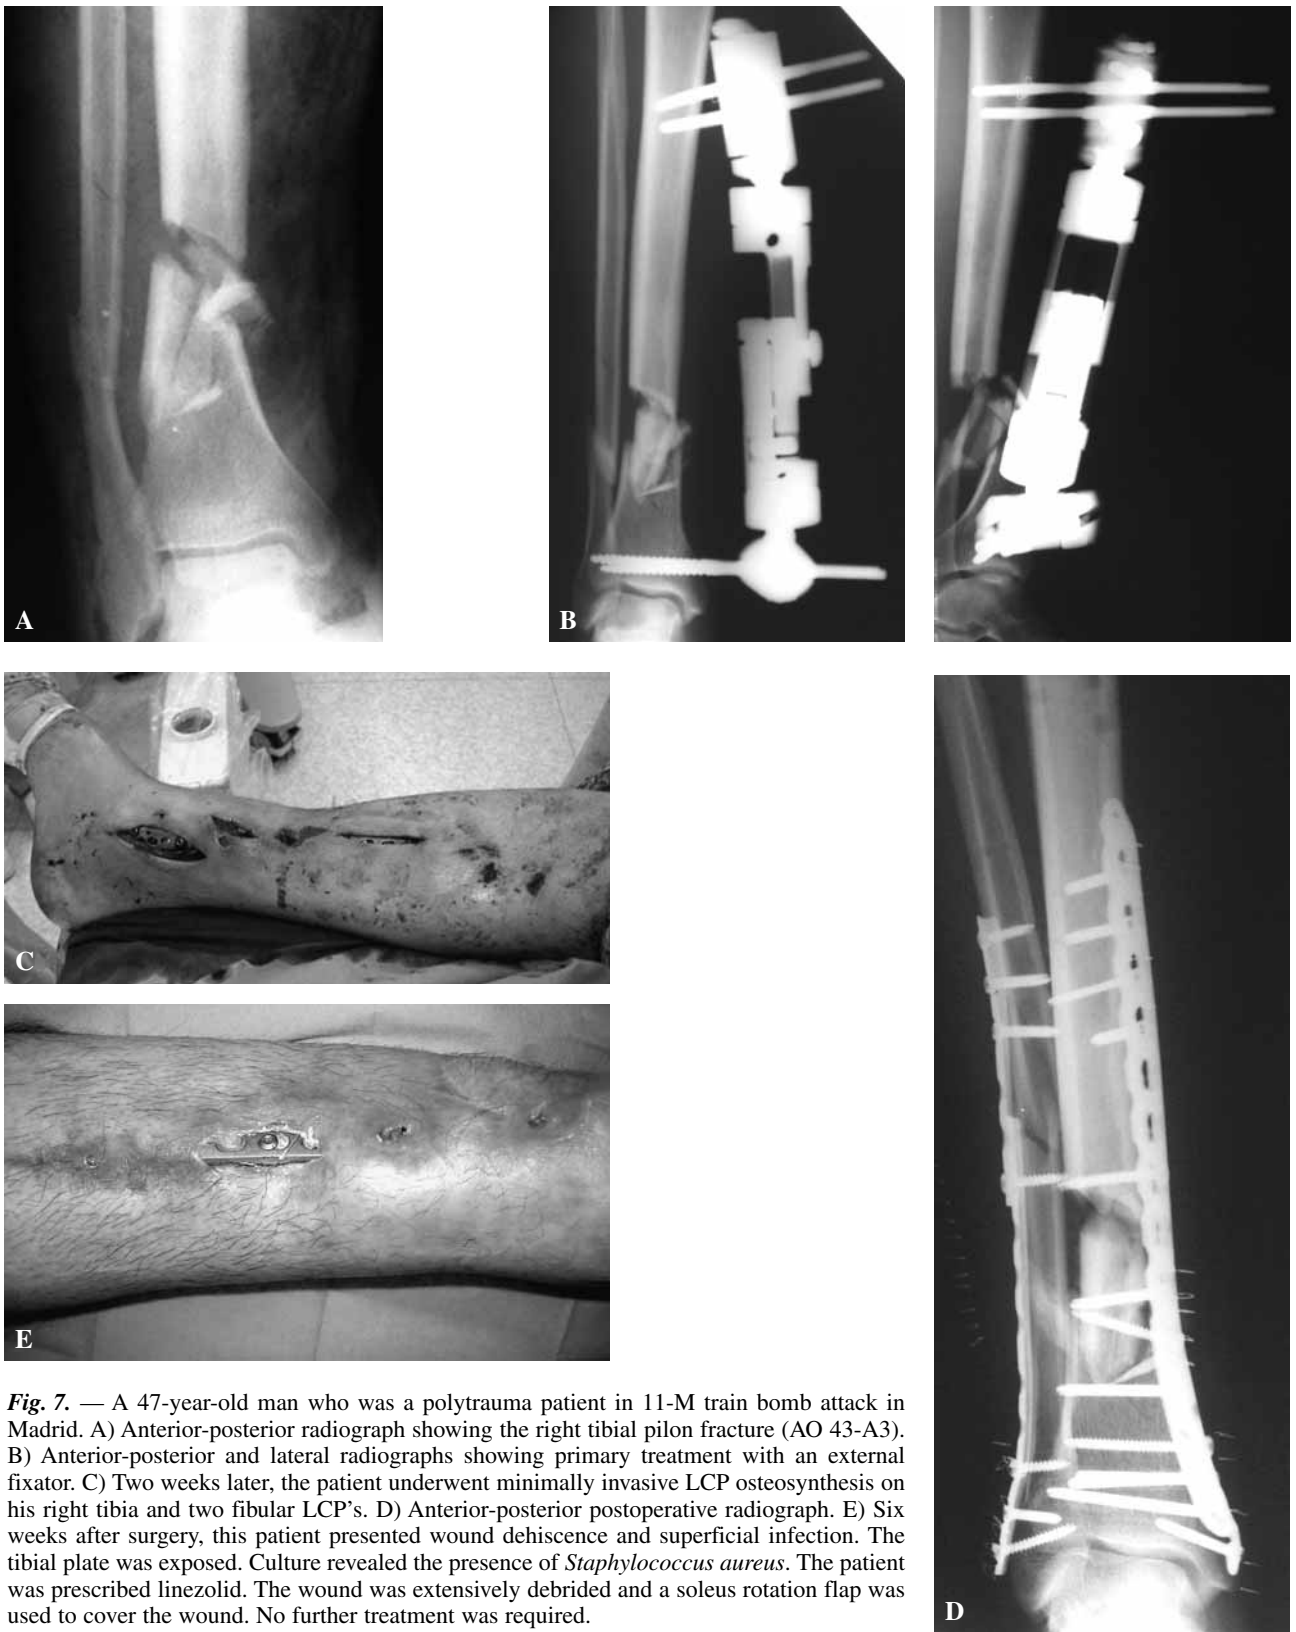 A
B
C
E
D
Fig. 7. — A 47-year-old man who was a polytrauma patient in 11-M train bomb attack in
Madrid. A) Anterior-posterior radiograph showing the right tibial pilon fracture (AO 43-A3).
B) Anterior-posterior and lateral radiographs showing primary treatment with an external
fixator. C) Two weeks later, the patient underwent minimally invasive LCP osteosynthesis on
his right tibia and two fibular LCP's. D) Anterior-posterior postoperative radiograph. E) Six
weeks after surgery, this patient presented wound dehiscence and superficial infection. The
tibial plate was exposed. Culture revealed the presence of Staphylococcus aureus. The patient
was prescribed linezolid. The wound was extensively debrided and a soleus rotation flap was
used to cover the wound. No further treatment was required.